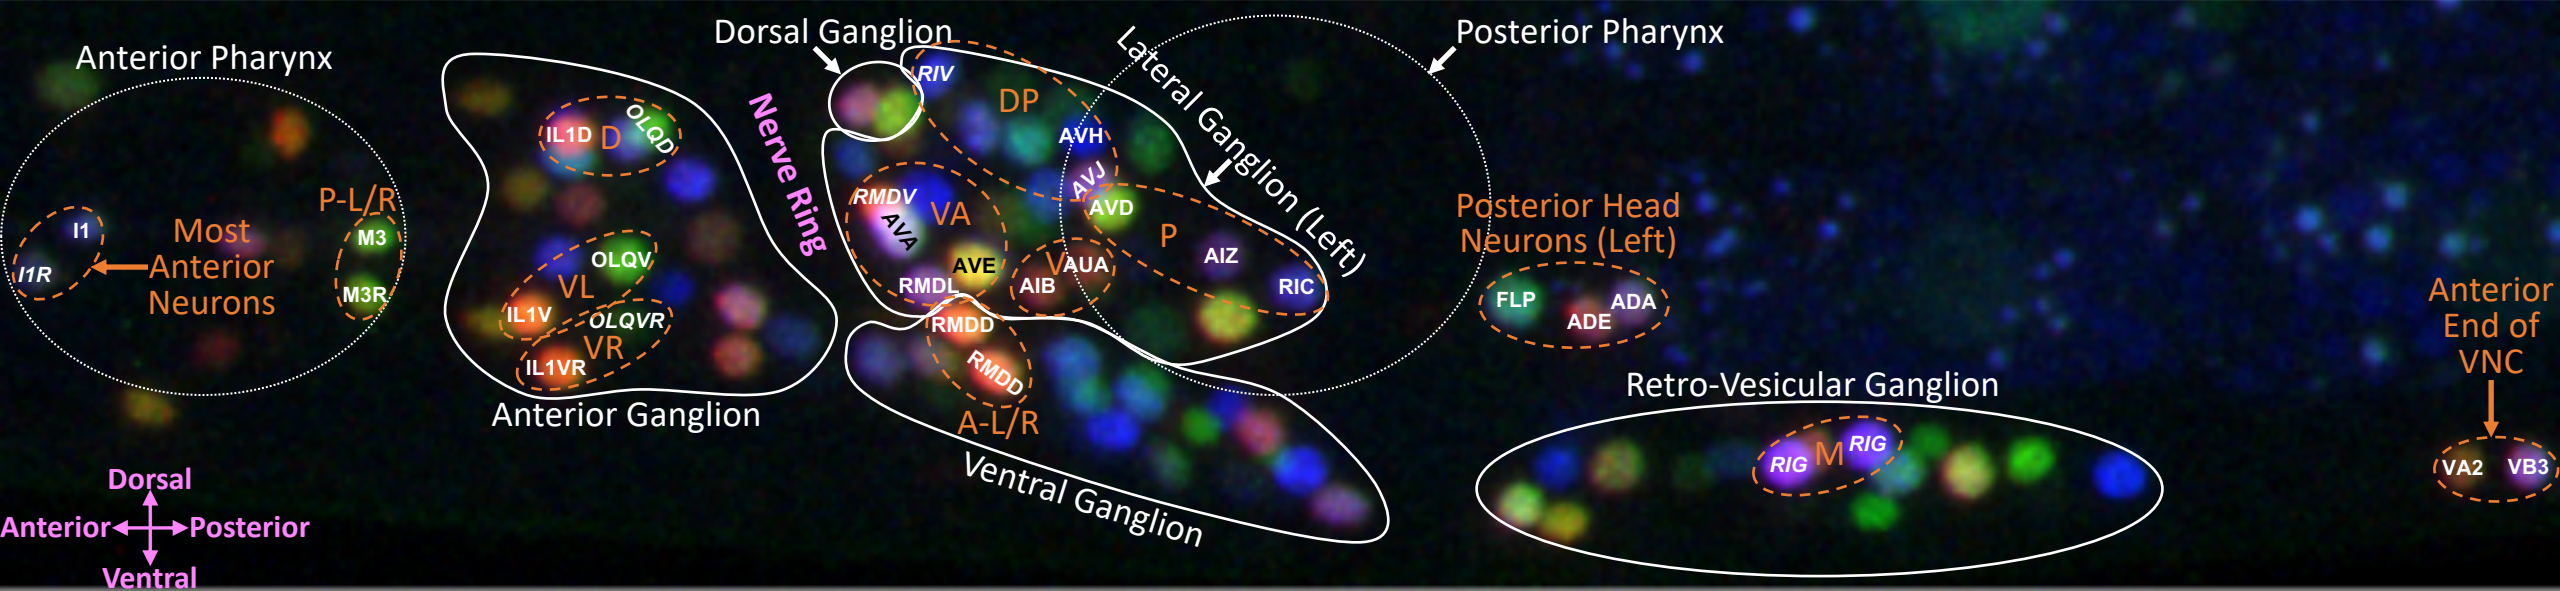 Anterior Pharynx
I1
I1R
Most
Anterior
Neurons
P-L/R
M3
M3R
Dorsal
Anterior
Posterior
Ventral
IL1D
D
OLQD
OLQV
VL
IL1V
OLQVR
VR
IL1VR
Anterior Ganglion
Nerve Ring
Dorsal Ganglion
RIV
DP
AVH
AVJ
AVD
RMDV
AVA
VA
AVE
RMDL
V
AUA
AIB
P
AIZ
RIC
Lateral Ganglion (Left)
RMDD
RMDD
A-L/R
Ventral Ganglion
Posterior Pharynx
Posterior Head
Neurons (Left)
FLP
ADE
ADA
Retro-Vesicular Ganglion
RIG
M
RIG
Anterior
End of
VNC
VA2
VB3